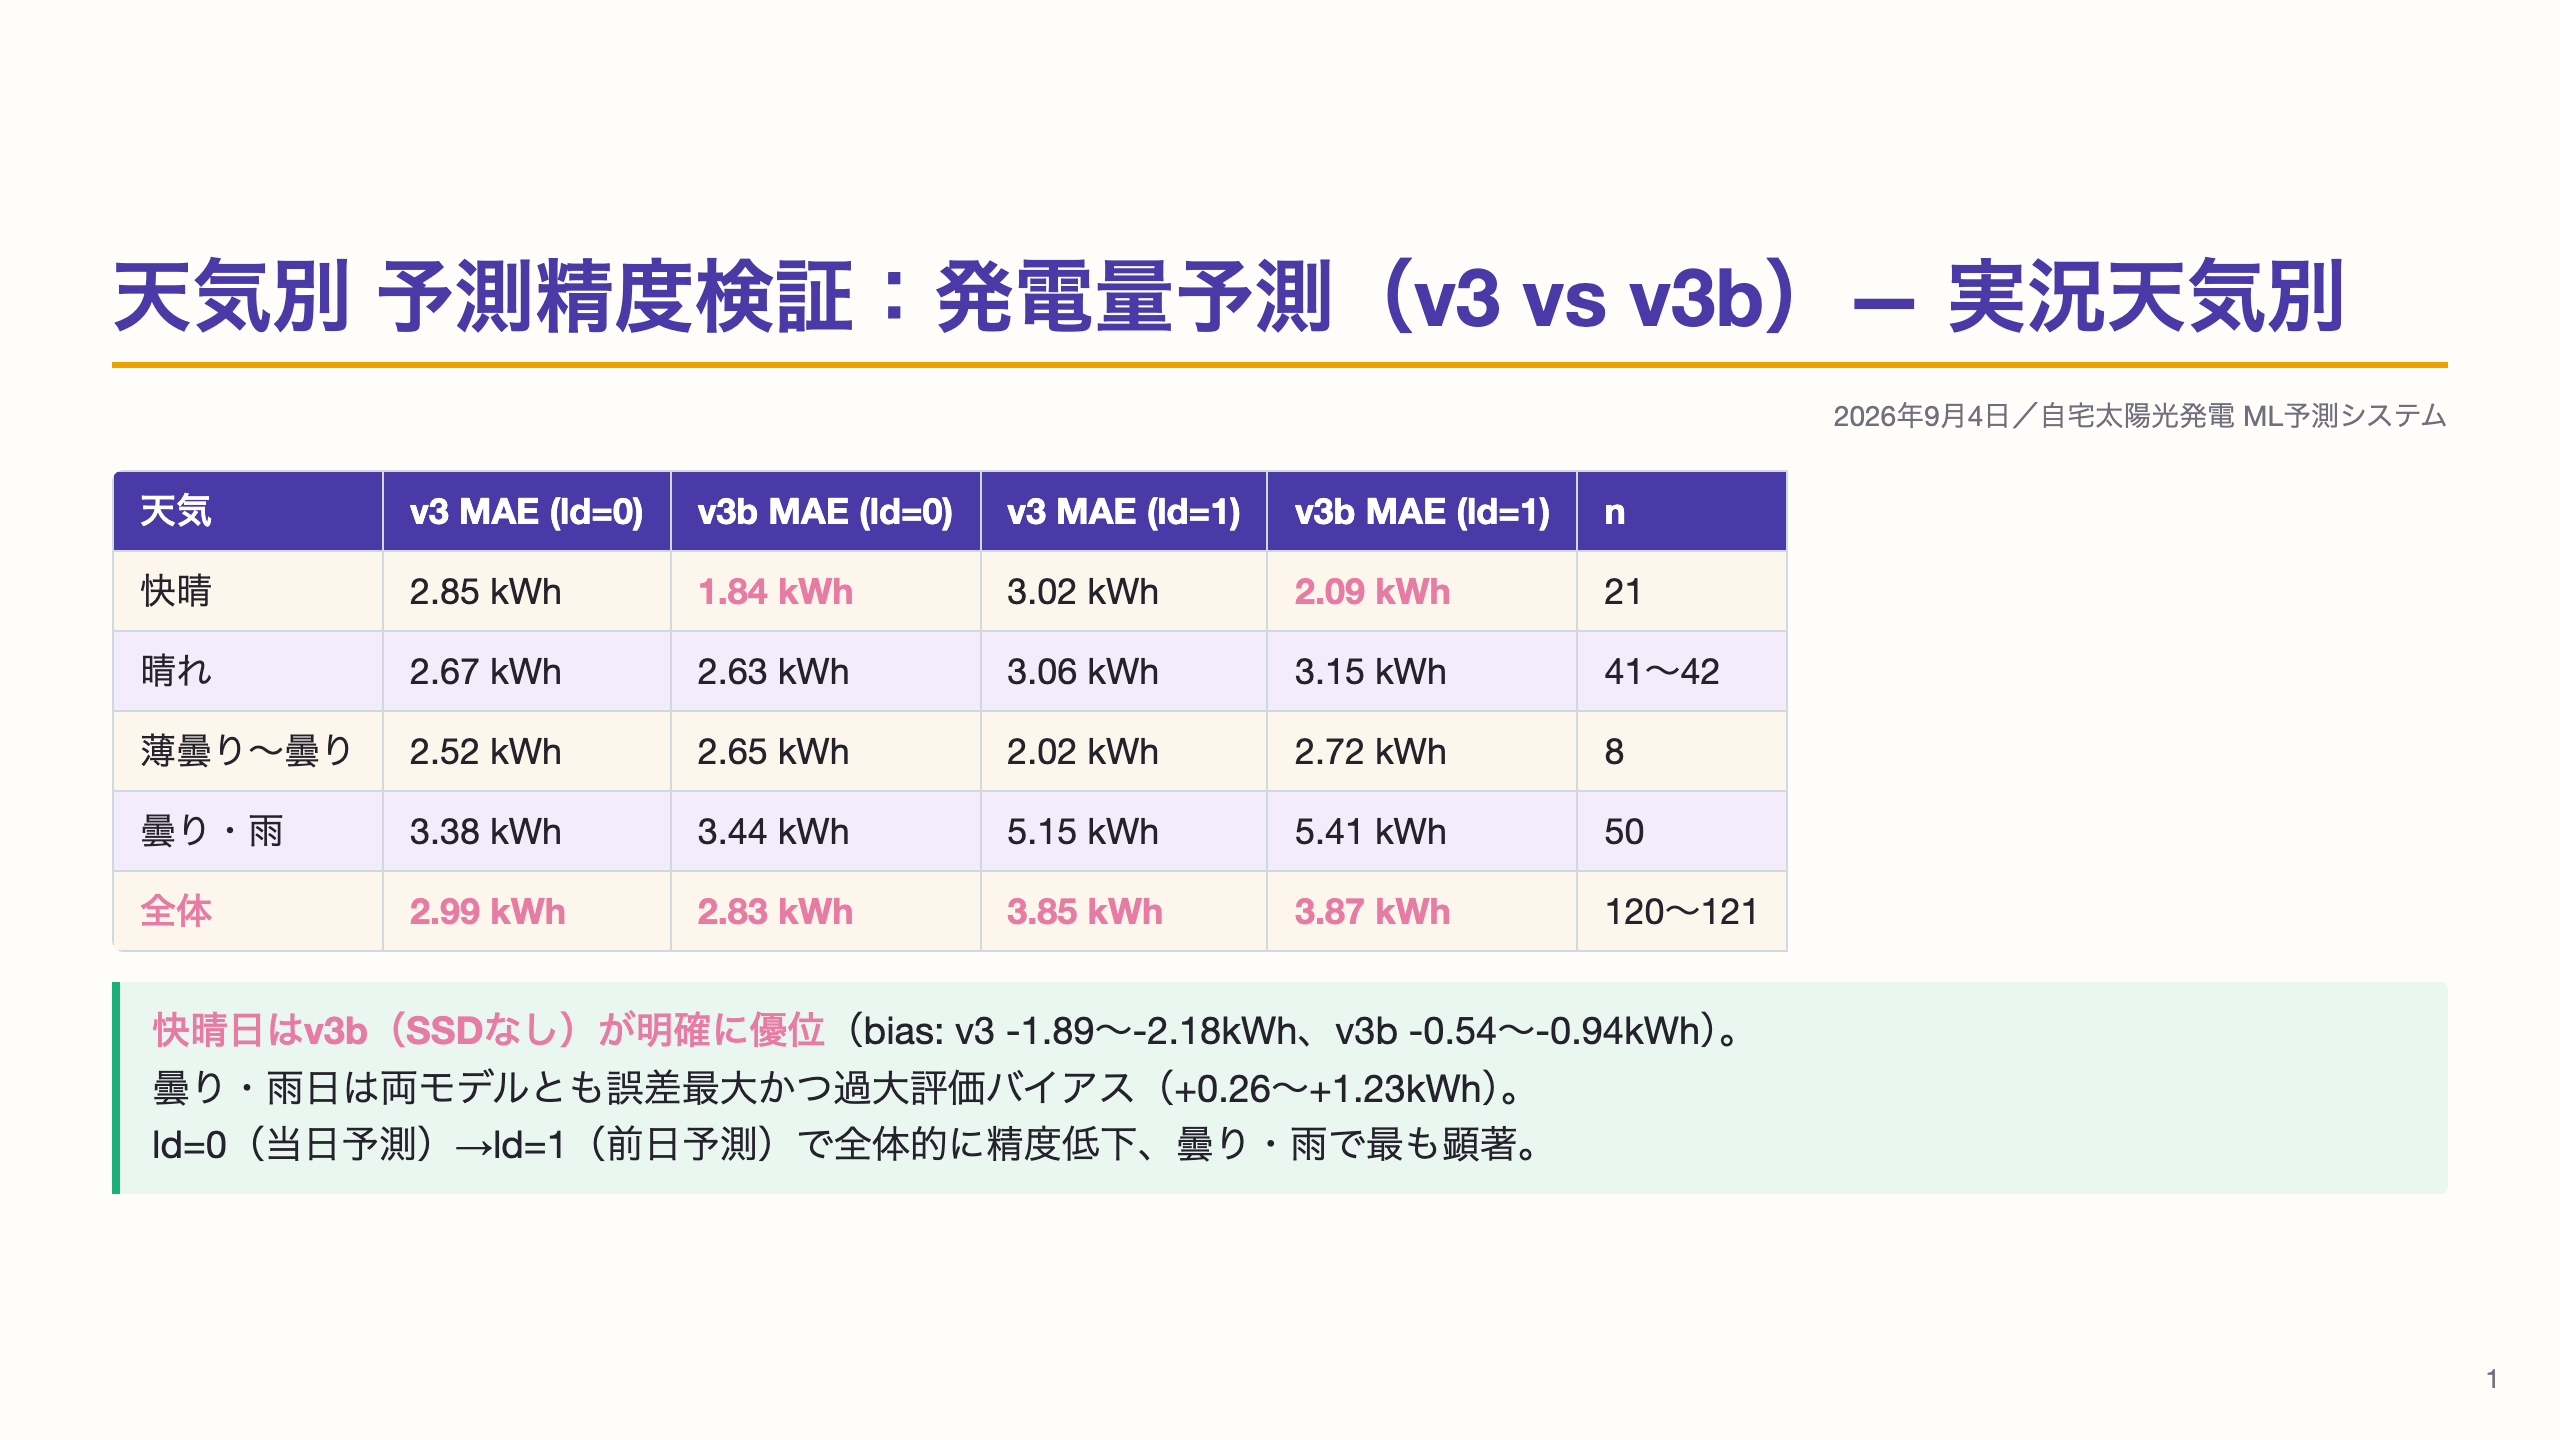 天気別 予測精度検証：発電量予測（v3 vs v3b）— 実況天気別
2026年9月4日／自宅太陽光発電 ML予測システム
天気 v3 MAE (ld=0) v3b MAE (ld=0) v3 MAE (ld=1) v3b MAE (ld=1) n
快晴 2.85 kWh 1.84 kWh 3.02 kWh 2.09 kWh 21
晴れ 2.67 kWh 2.63 kWh 3.06 kWh 3.15 kWh 41〜42
薄曇り〜曇り 2.52 kWh 2.65 kWh 2.02 kWh 2.72 kWh 8
曇り・雨 3.38 kWh 3.44 kWh 5.15 kWh 5.41 kWh 50
全体 2.99 kWh 2.83 kWh 3.85 kWh 3.87 kWh 120〜121
快晴日はv3b（SSDなし）が明確に優位（bias: v3 -1.89〜-2.18kWh、v3b -0.54〜-0.94kWh）。
曇り・雨日は両モデルとも誤差最大かつ過大評価バイアス（+0.26〜+1.23kWh）。
ld=0（当日予測）→ld=1（前日予測）で全体的に精度低下、曇り・雨で最も顕著。
1